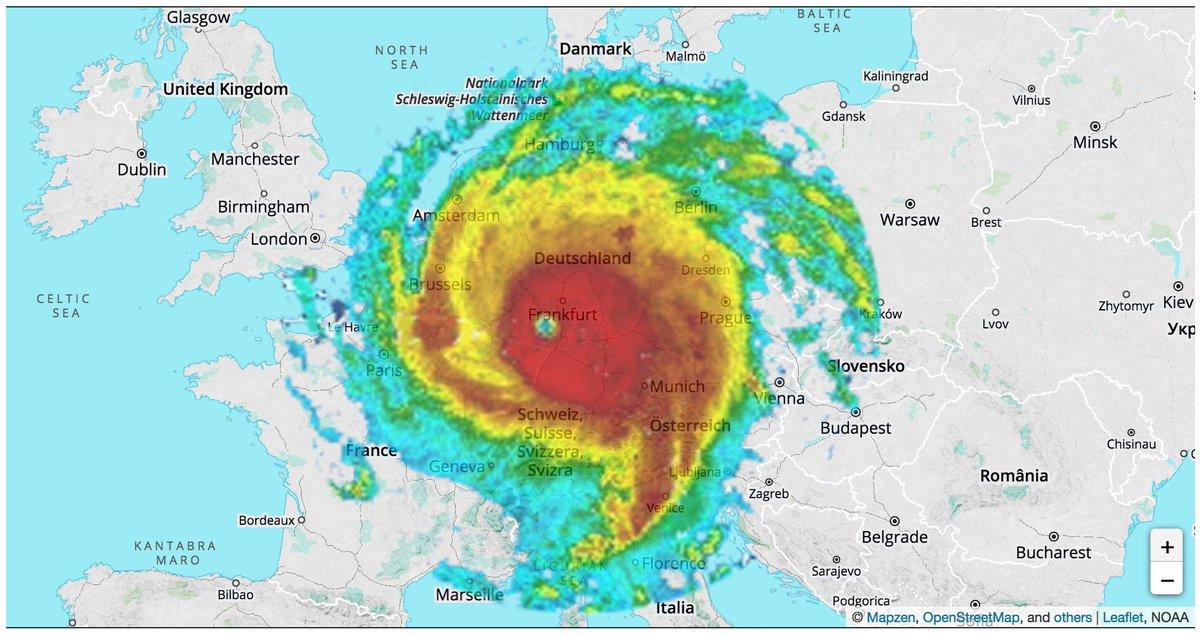 Glasgow
NORTH
SEA
BALTIC
SEA
Danmark
Malmö
United Kingdom
Nationalpark
Schleswig-Holsteinisches
Wattenmeer
Kaliningrad
Gdansk
Vilnius
Minsk
Dublin
Manchester
Hamburg
Birmingham
Amsterdam
Berlin
Warsaw
Brest
London
Deutschland
Dresden
Brussels
CELTIC
SEA
Le Havre
Frankfurt
Prague
Kraków
Lvov
Zhytomyr
Kiev
Укр
Paris
Slovensko
Munich
Vienna
Budapest
Schweiz,
Suisse,
Svizzera,
Svizra
Österreich
Chisinau
France
Geneva
Ljubljana
Zagreb
România
Venice
Bordeaux
Belgrade
KANTABRA
MARO
Bucharest
LIGURIAN
SEA
Florence
Sarajevo
Bilbao
Marseille
Italia
Podgorica
+
−
© Mapzen, OpenStreetMap, and others | Leaflet, NOAA